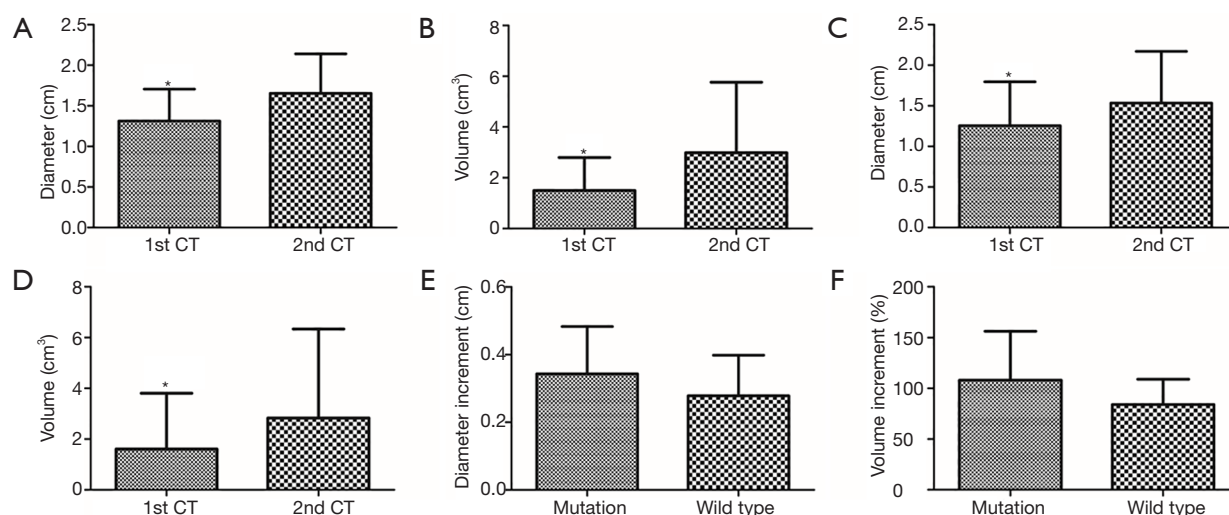 A
Diameter (cm)
2.5
2.0
1.5
1.0
0.5
0.0
*
1st CT
2nd CT
B
Volume (cm³)
8
6
4
2
0
*
1st CT
2nd CT
C
Diameter (cm)
2.5
2.0
1.5
1.0
0.5
0.0
*
1st CT
2nd CT
D
Volume (cm³)
8
6
4
2
0
*
1st CT
2nd CT
E
Diameter increment (cm)
0.6
0.4
0.2
0.0
Mutation
Wild type
F
Volume increment (%)
200
150
100
50
0
Mutation
Wild type